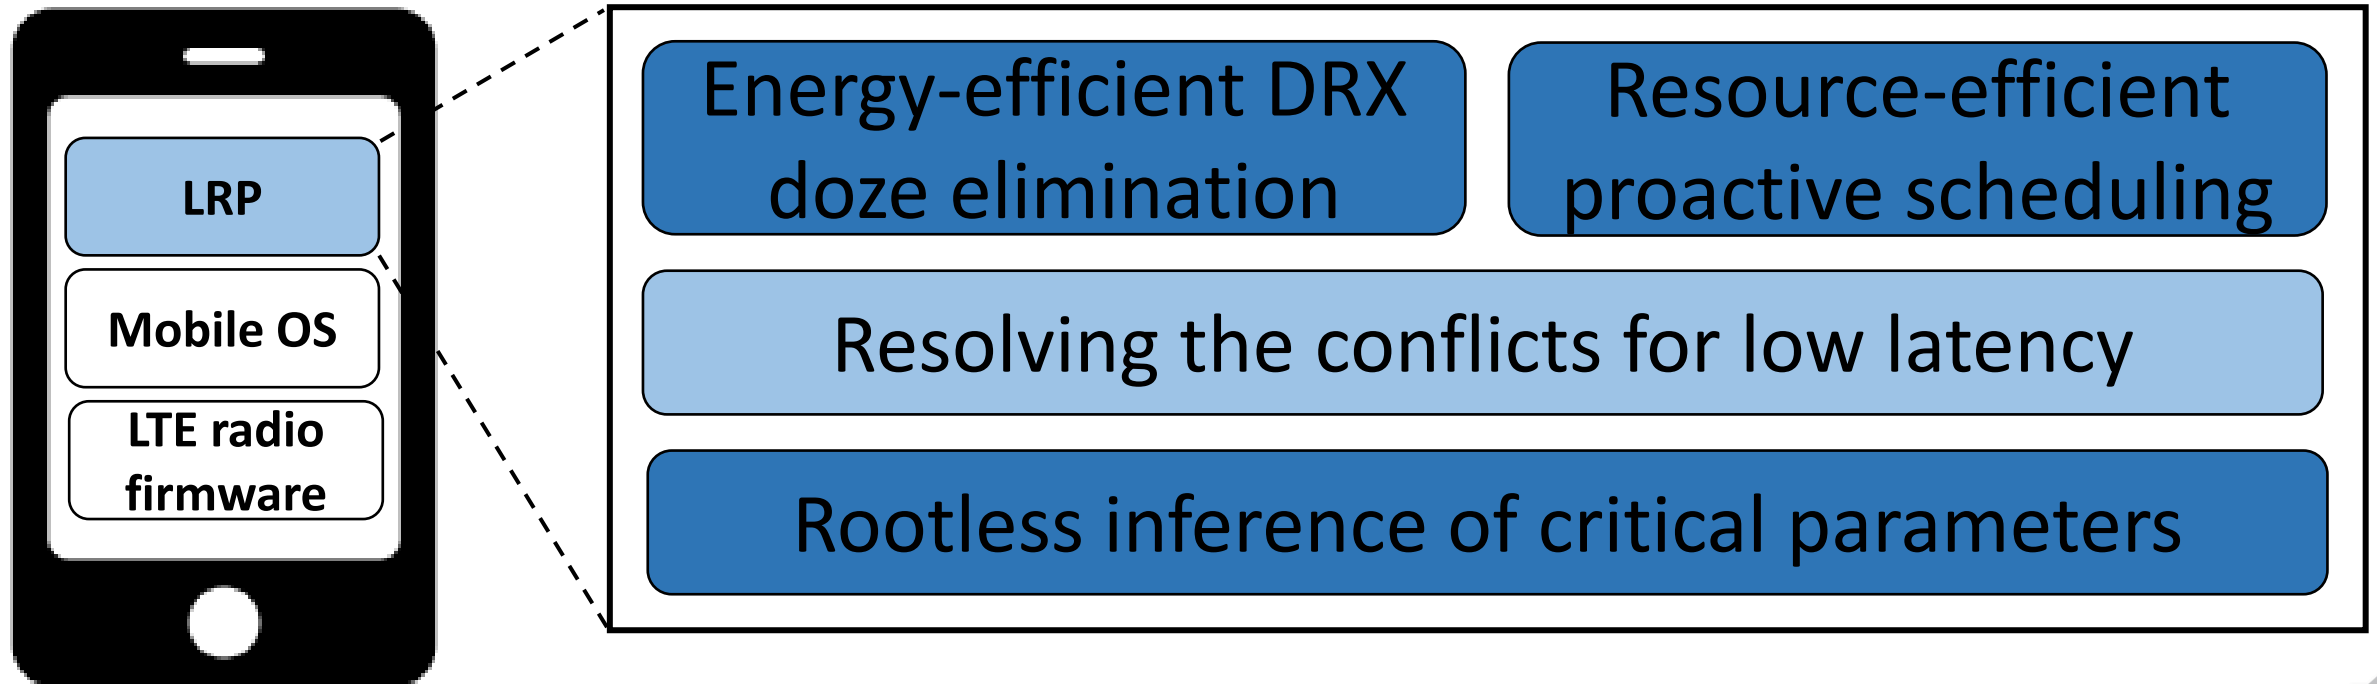 LRP
Mobile OS
LTE radio
firmware
Energy-efficient DRX
doze elimination
Resource-efficient
proactive scheduling
Resolving the conflicts for low latency
Rootless inference of critical parameters